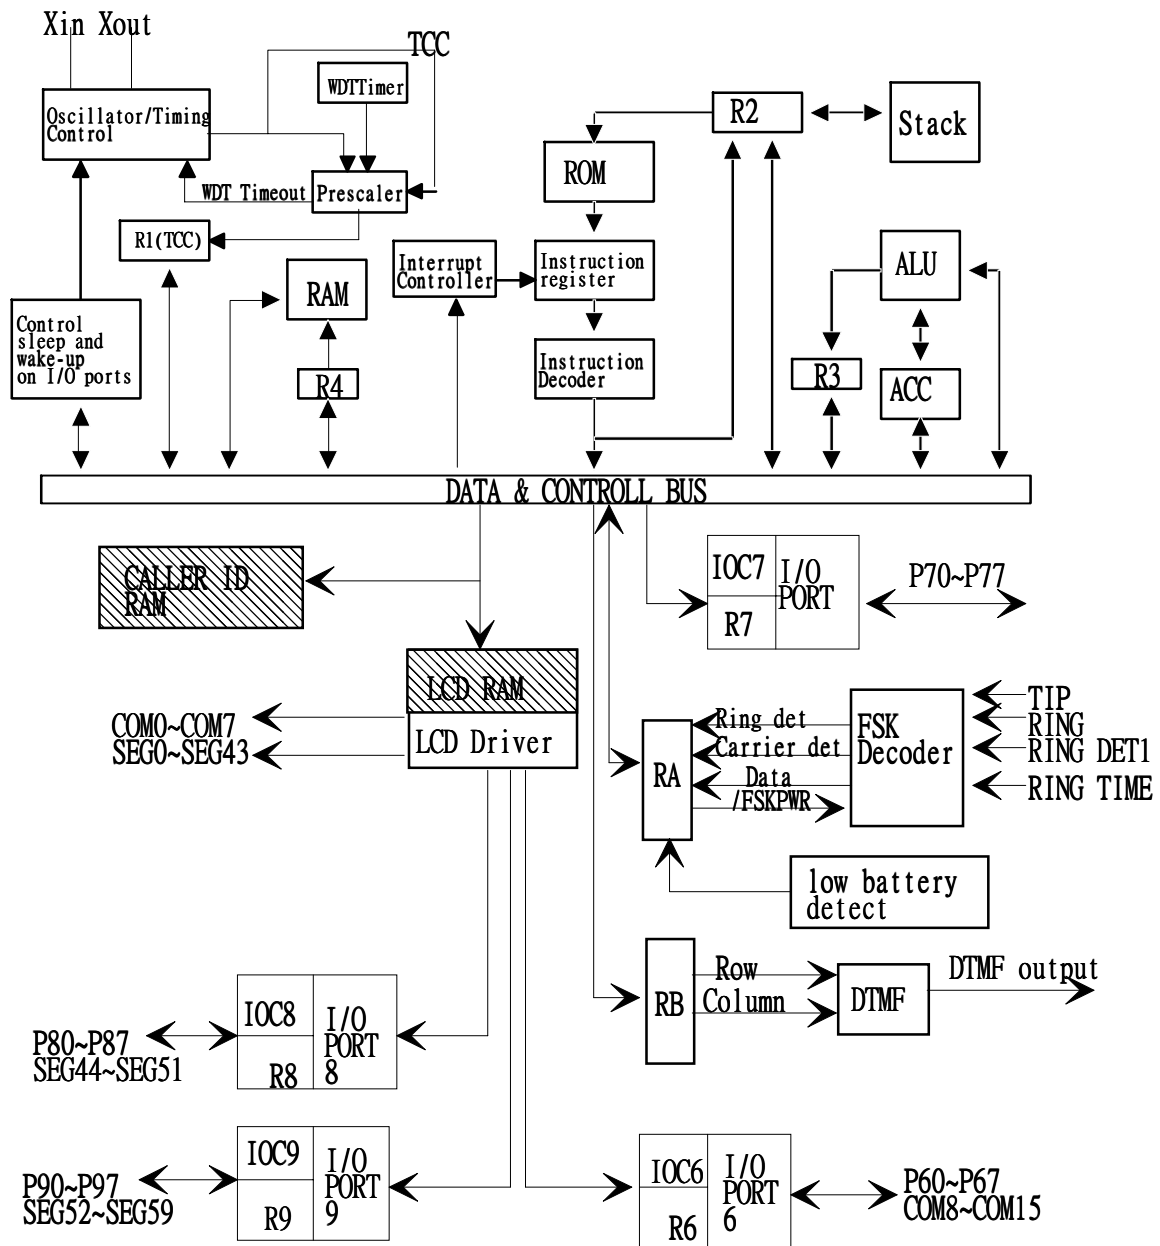 Xin Xout
TCC
WDTTimer
Oscillator/Timing
Control
R2
Stack
ROM
WDT Timeout
Prescaler
R1(TCC)
Interrupt
Controller
Instruction
register
ALU
RAM
Control
sleep and
wake-up
on I/O ports
Instruction
Decoder
R4
R3
ACC
DATA & CONTROLL BUS
CALLER ID
RAM
IOC7
I/O
PORT
R7
P70~P77
LCD RAM
LCD Driver
COM0~COM7
SEG0~SEG43
RA
Ring det
Carrier det
Data
/FSKPWR
FSK
Decoder
TIP
RING
RING DET1
RING TIME
low battery
detect
RB
Row
Column
DTMF
DTMF output
P80~P87
SEG44~SEG51
IOC8
R8
I/O
PORT
8
P90~P97
SEG52~SEG59
IOC9
R9
I/O
PORT
9
IOC6
R6
I/O
PORT
6
P60~P67
COM8~COM15